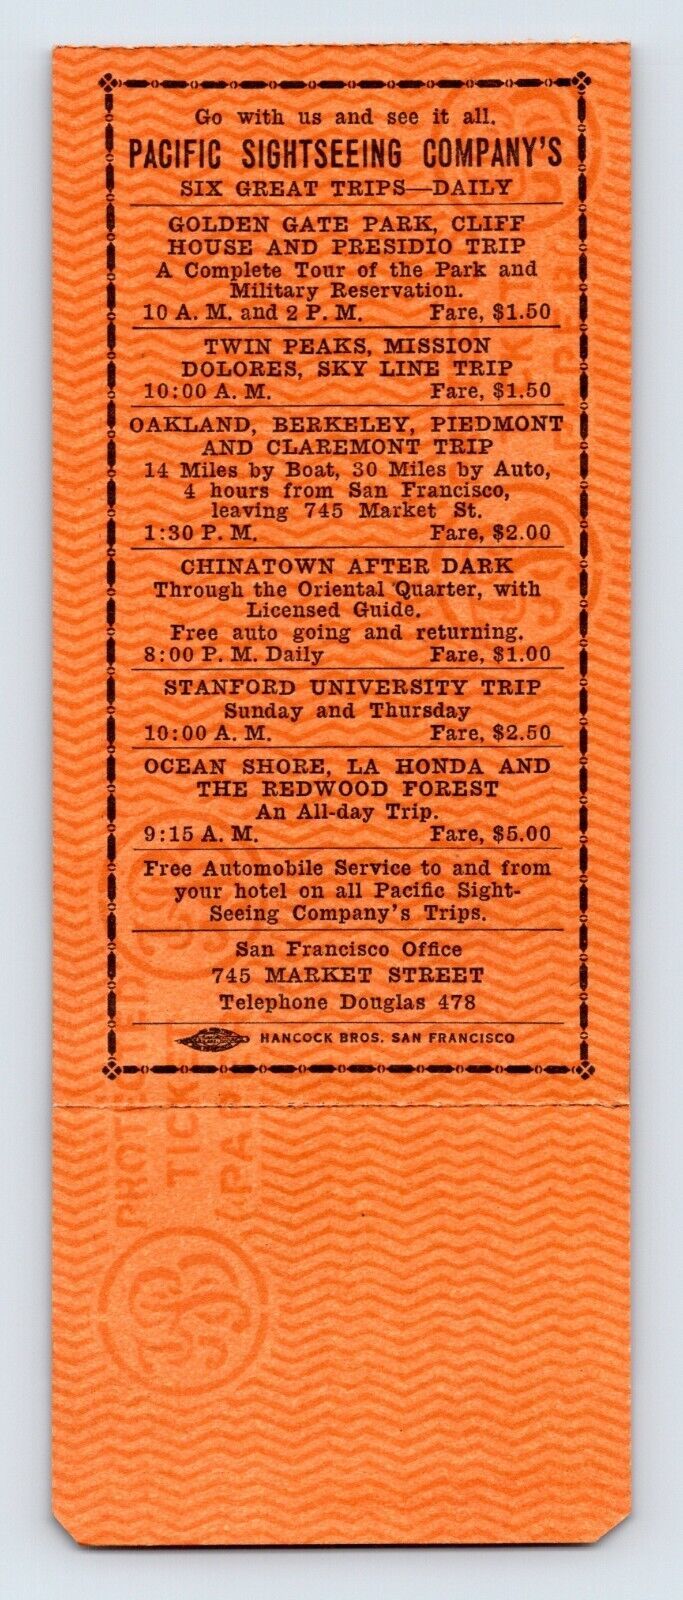 Go with us and see it all.
PACIFIC SIGHTSEEING COMPANY'S
SIX GREAT TRIPS—DAILY
GOLDEN GATE PARK, CLIFF
HOUSE AND PRESIDIO TRIP
A Complete Tour of the Park and
Military Reservation.
10 A. M. and 2 P. M. Fare, $1.50
TWIN PEAKS, MISSION
DOLORES, SKY LINE TRIP
10:00 A. M. Fare, $1.50
OAKLAND, BERKELEY, PIEDMONT
AND CLAREMONT TRIP
14 Miles by Boat, 30 Miles by Auto,
4 hours from San Francisco,
leaving 745 Market St.
1:30 P. M. Fare, $2.00
CHINATOWN AFTER DARK
Through the Oriental Quarter, with
Licensed Guide.
Free auto going and returning.
8:00 P. M. Daily Fare, $1.00
STANFORD UNIVERSITY TRIP
Sunday and Thursday
10:00 A. M. Fare, $2.50
OCEAN SHORE, LA HONDA AND
THE REDWOOD FOREST
An All-day Trip.
9:15 A. M. Fare, $5.00
Free Automobile Service to and from
your hotel on all Pacific Sight-
Seeing Company's Trips.
San Francisco Office
745 MARKET STREET
Telephone Douglas 478
HANCOCK BROS. SAN FRANCISCO